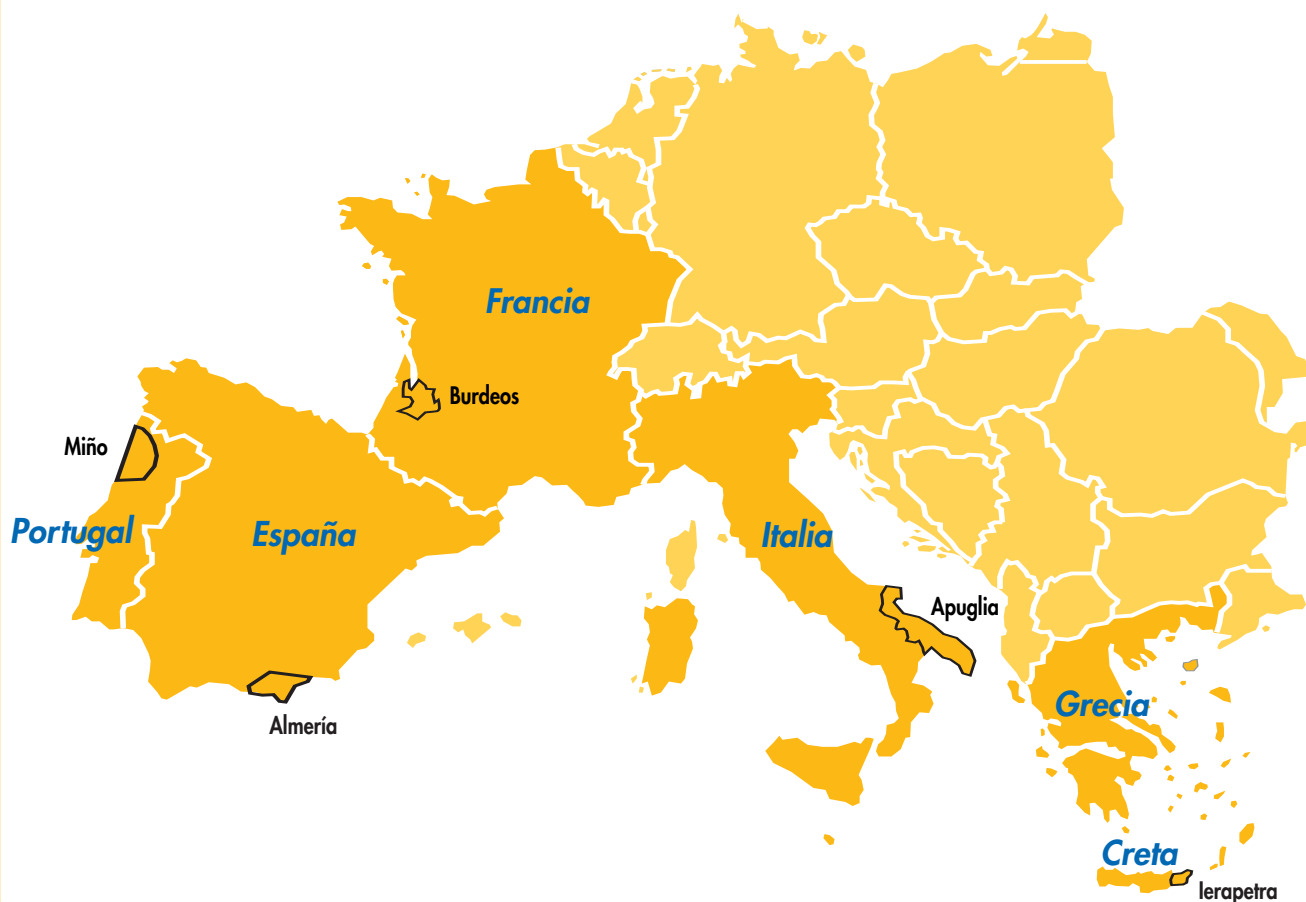 Francia
Burdeos
Miño
Portugal
España
Italia
Apuglia
Almería
Grecia
Creta
Ierapetra